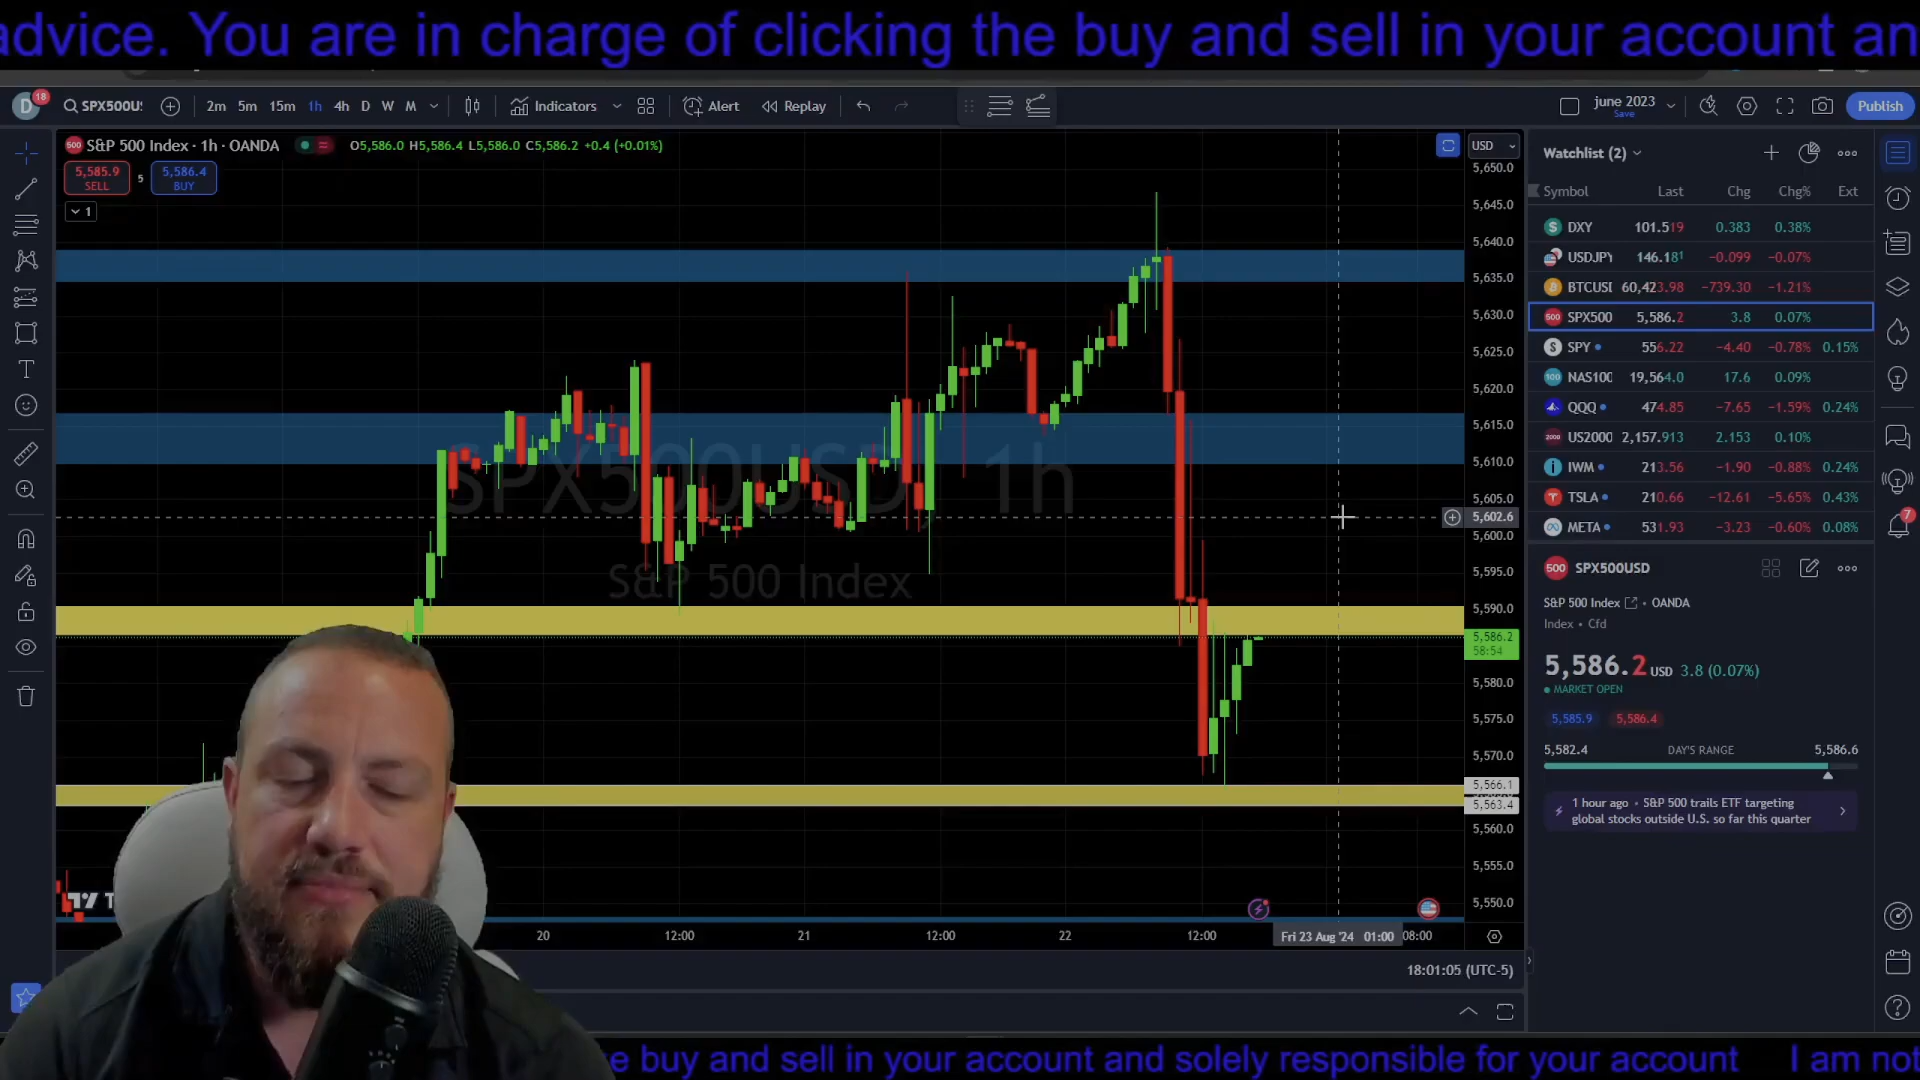 advice. You are in charge of clicking the buy and sell in your account an
D 18 SPX500U: 2m 5m 15m 1h 4h D W M Indicators Alert Replay june 2023 Save Publish
500 S&P 500 Index · 1h · OANDA O5,586.0 H5,586.4 L5,586.0 C5,586.2 +0.4 (+0.01%) USD
5,585.9 SELL 5 5,586.4 BUY
1
5,650.0
5,645.0
5,640.0
5,635.0
5,630.0
5,625.0
5,620.0
5,615.0
5,610.0
5,605.0
5,602.6
5,600.0
5,595.0
5,590.0
5,586.2
58:54
5,580.0
5,575.0
5,570.0
5,566.1
5,563.4
5,560.0
5,555.0
5,550.0
SPX500USD, 1h
S&P 500 Index
20 12:00 21 12:00 22 12:00 Fri 23 Aug '24 01:00 08:00
18:01:05 (UTC-5)
Watchlist (2)
Symbol Last Chg Chg% Ext
DXY 101.519 0.383 0.38%
USDJPY 146.181 −0.099 −0.07%
BTCUSD 60,423.98 −739.30 −1.21%
500 SPX500 5,586.2 3.8 0.07%
SPY 556.22 −4.40 −0.78% 0.15%
100 NAS100 19,564.0 17.6 0.09%
QQQ 474.85 −7.65 −1.59% 0.24%
2000 US2000 2,157.913 2.153 0.10%
IWM 213.56 −1.90 −0.88% 0.24%
TSLA 210.66 −12.61 −5.65% 0.43%
META 531.93 −3.23 −0.60% 0.08%
7
500 SPX500USD
S&P 500 Index · OANDA
Index · Cfd
5,586.2 USD 3.8 (0.07%)
MARKET OPEN
5,585.9 5,586.4
5,582.4 DAY'S RANGE 5,586.6
1 hour ago · S&P 500 trails ETF targeting
global stocks outside U.S. so far this quarter
e buy and sell in your account and solely responsible for your account I am not